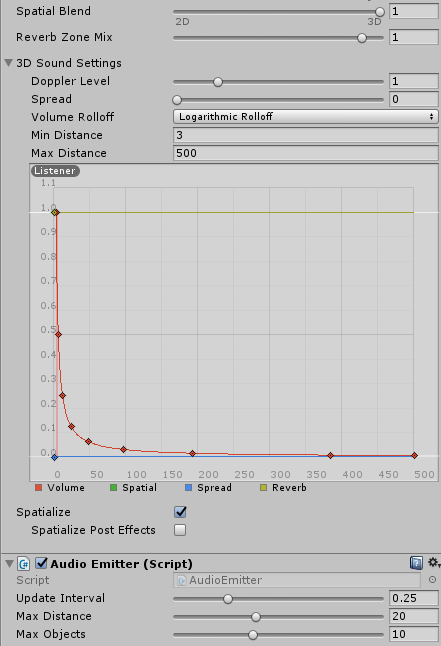 Spatial Blend 1
2D 3D
Reverb Zone Mix 1
3D Sound Settings
Doppler Level 1
Spread 0
Volume Rolloff Logarithmic Rolloff
Min Distance 3
Max Distance 500
Listener
1.1
1.0
0.9
0.8
0.7
0.6
0.5
0.4
0.3
0.2
0.1
0.0
0 50 100 150 200 250 300 350 400 450 500
Volume Spatial Spread Reverb
Spatialize
Spatialize Post Effects
C# Audio Emitter (Script)
Script AudioEmitter
Update Interval 0.25
Max Distance 20
Max Objects 10